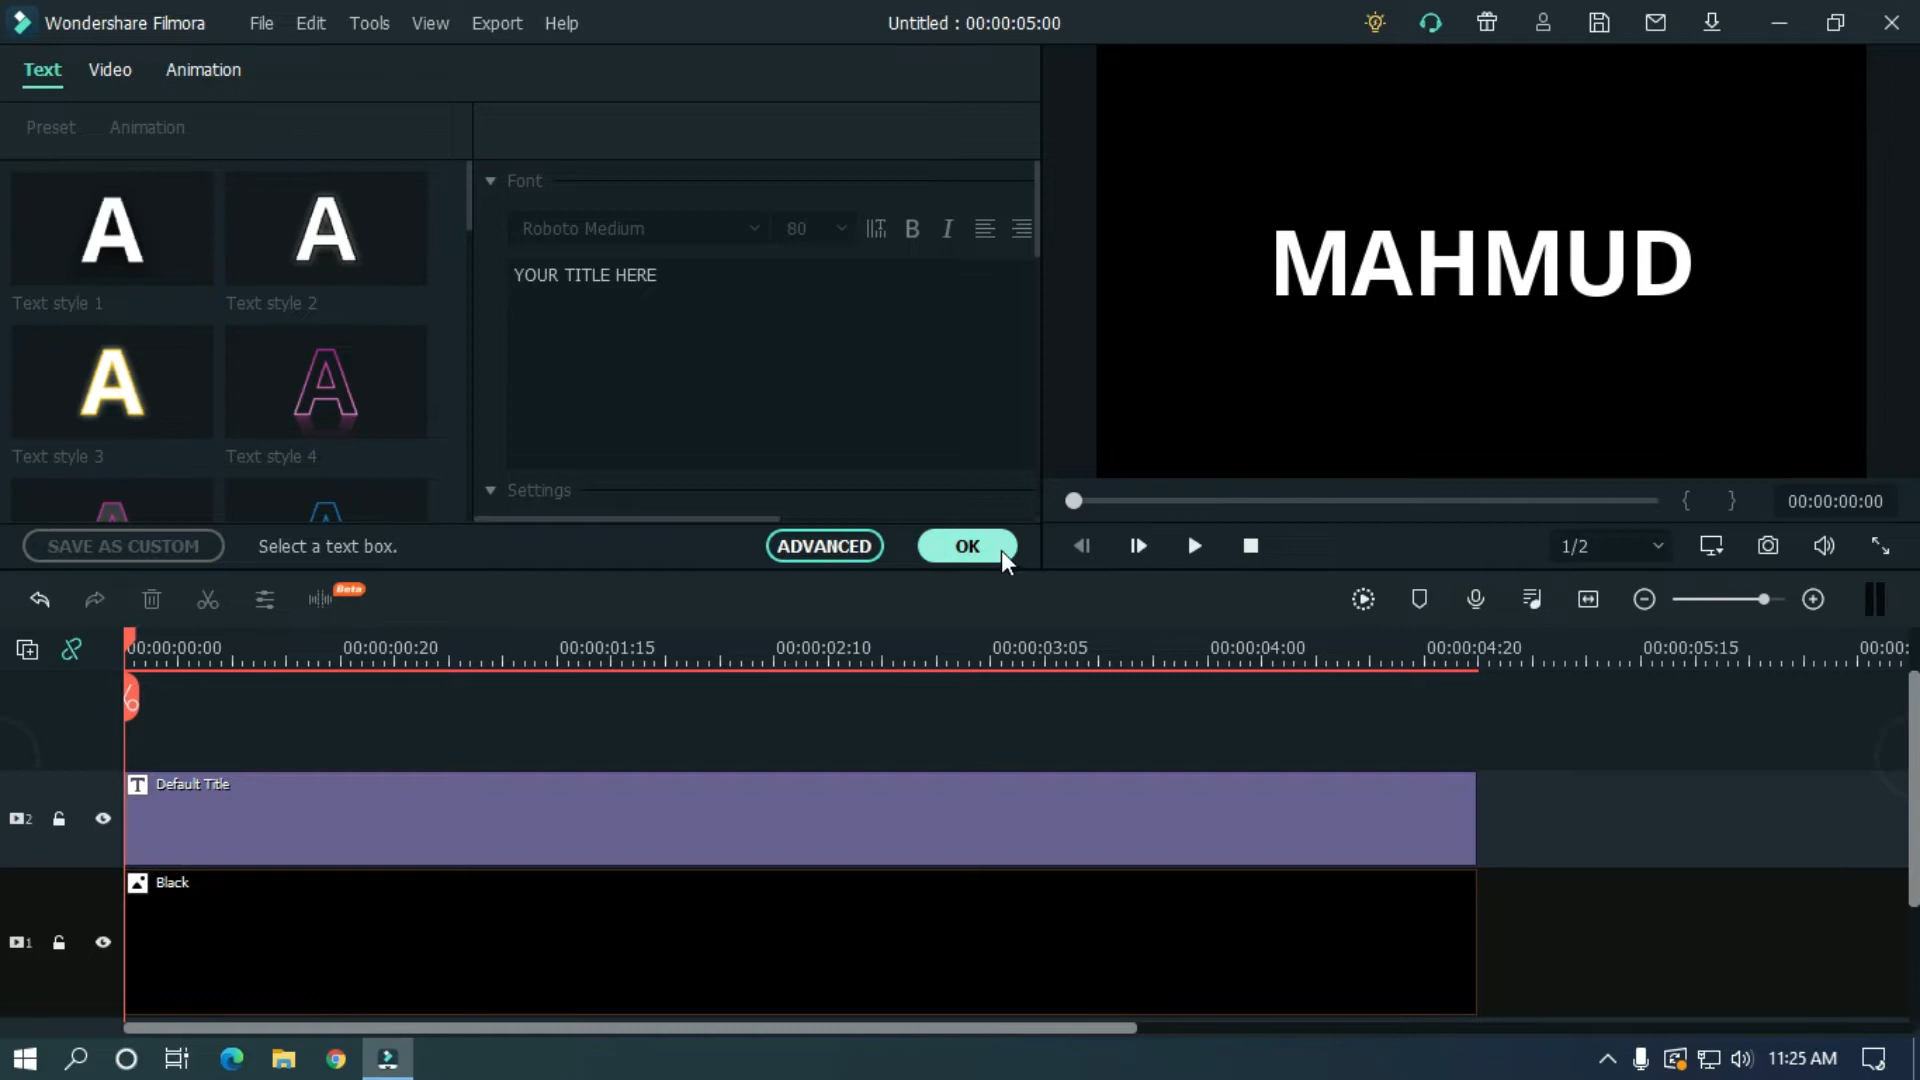 Wondershare Filmora File Edit Tools View Export Help Untitled : 00:00:05:00
Text Video Animation
Preset Animation
Font
Roboto Medium 80 B I
YOUR TITLE HERE
MAHMUD
A A
Text style 1 Text style 2
A A
Text style 3 Text style 4
Settings
{ } 00:00:00:00
SAVE AS CUSTOM Select a text box. ADVANCED OK 1/2
Beta
00:00:00:00 00:00:00:20 00:00:01:15 00:00:02:10 00:00:03:05 00:00:04:00 00:00:04:20 00:00:05:15 00:00:
T Default Title
2
Black
1
11:25 AM